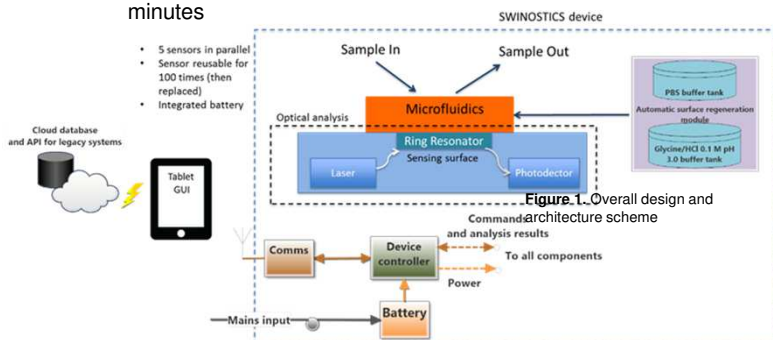 minutes
SWINOSTICS device
• 5 sensors in parallel
• Sensor reusable for
100 times (then
replaced)
• Integrated battery
Sample In
Sample Out
Microfluidics
Optical analysis
Ring Resonator
Sensing surface
Laser
Photodector
PBS buffer tank
Automatic surface regeneration
module
Glycine/HCl 0.1 M pH
3.0 buffer tank
Cloud database
and API for legacy systems
Tablet
GUI
Figure 1. Overall design and
architecture scheme
Commands
and analysis results
Comms
Device
controller
To all components
Power
Battery
Mains input